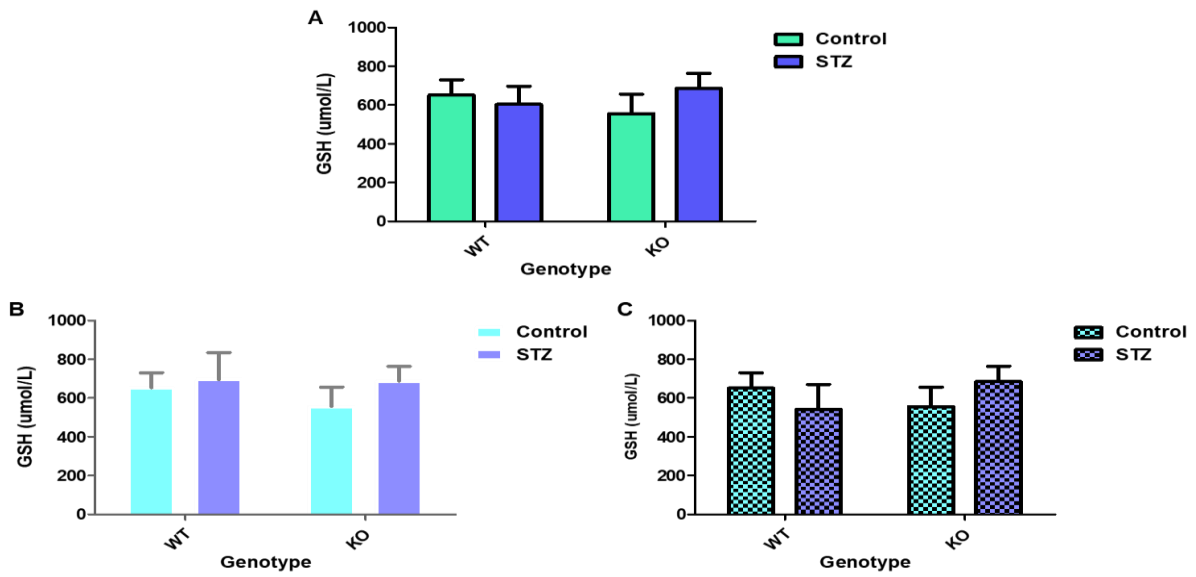 A
GSH (umol/L)
1000
800
600
400
200
0
WT
KO
Genotype
Control
STZ
B
GSH (umol/L)
1000
800
600
400
200
0
WT
KO
Genotype
Control
STZ
C
GSH (umol/L)
1000
800
600
400
200
0
WT
KO
Genotype
Control
STZ